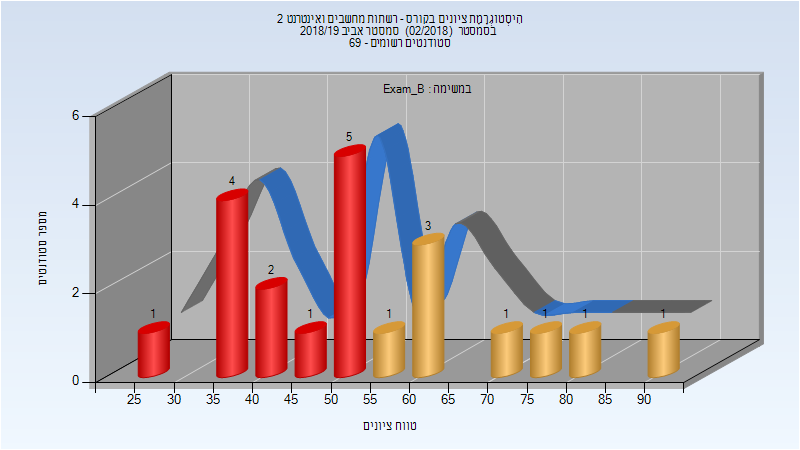 היסטוגרמת ציונים בקורס - רשתות מחשבים ואינטרנט 2
בסמסטר (02/2018) סמסטר אביב 2018/19
סטודנטים רשומים - 69
במשימה : Exam_B
מספר סטודנטים
6
4
2
0
1
4
2
1
5
1
3
1
1
1
1
25 30 35 40 45 50 55 60 65 70 75 80 85 90
טווח ציונים